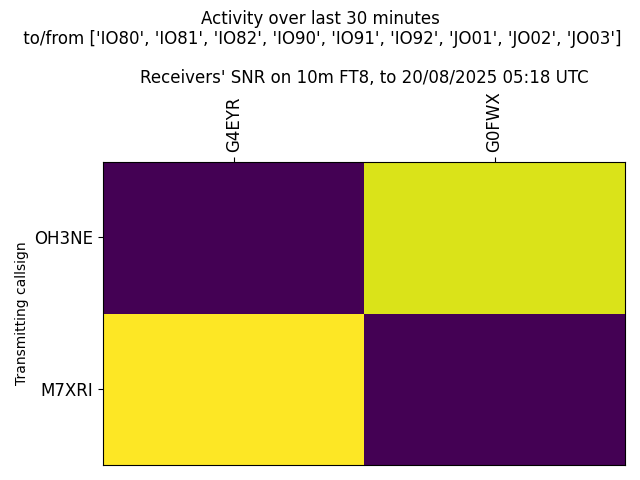 Activity over last 30 minutes
to/from ['IO80', 'IO81', 'IO82', 'IO90', 'IO91', 'IO92', 'JO01', 'JO02', 'JO03']
Receivers' SNR on 10m FT8, to 20/08/2025 05:18 UTC
G4EYR
G0FWX
Transmitting callsign
OH3NE
M7XRI